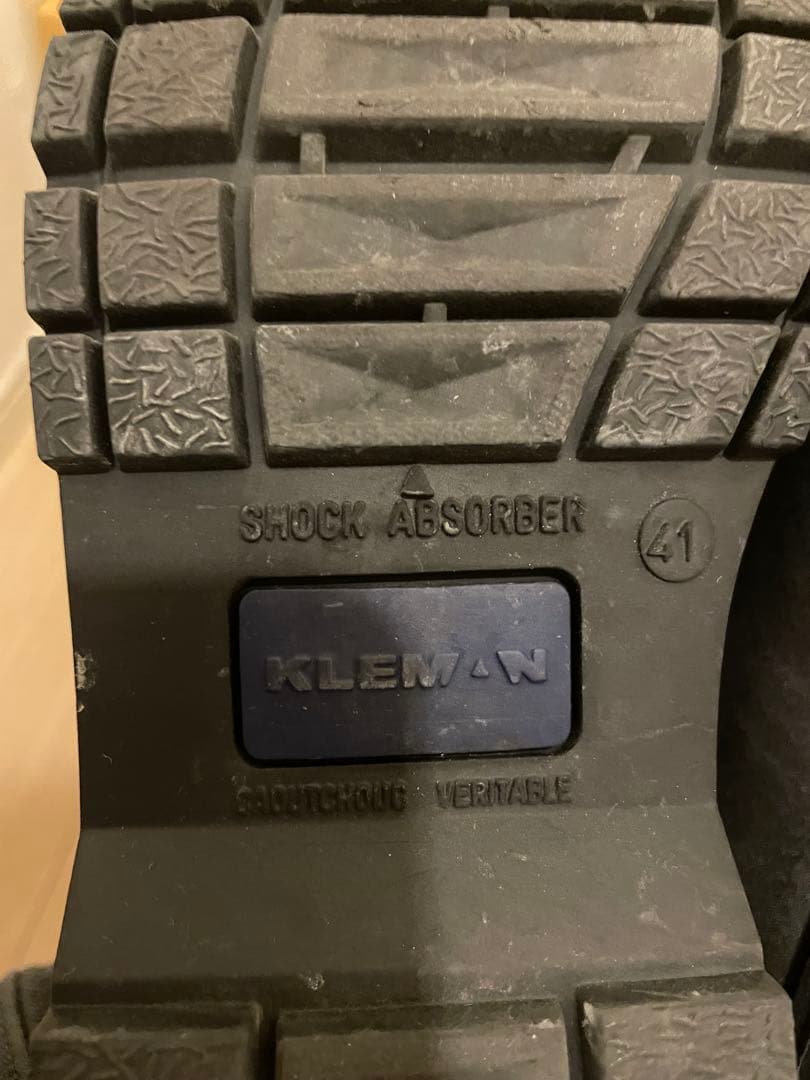 SHOCK ABSORBER
41
KLEMAN
CAOUTCHOUC VERITABLE